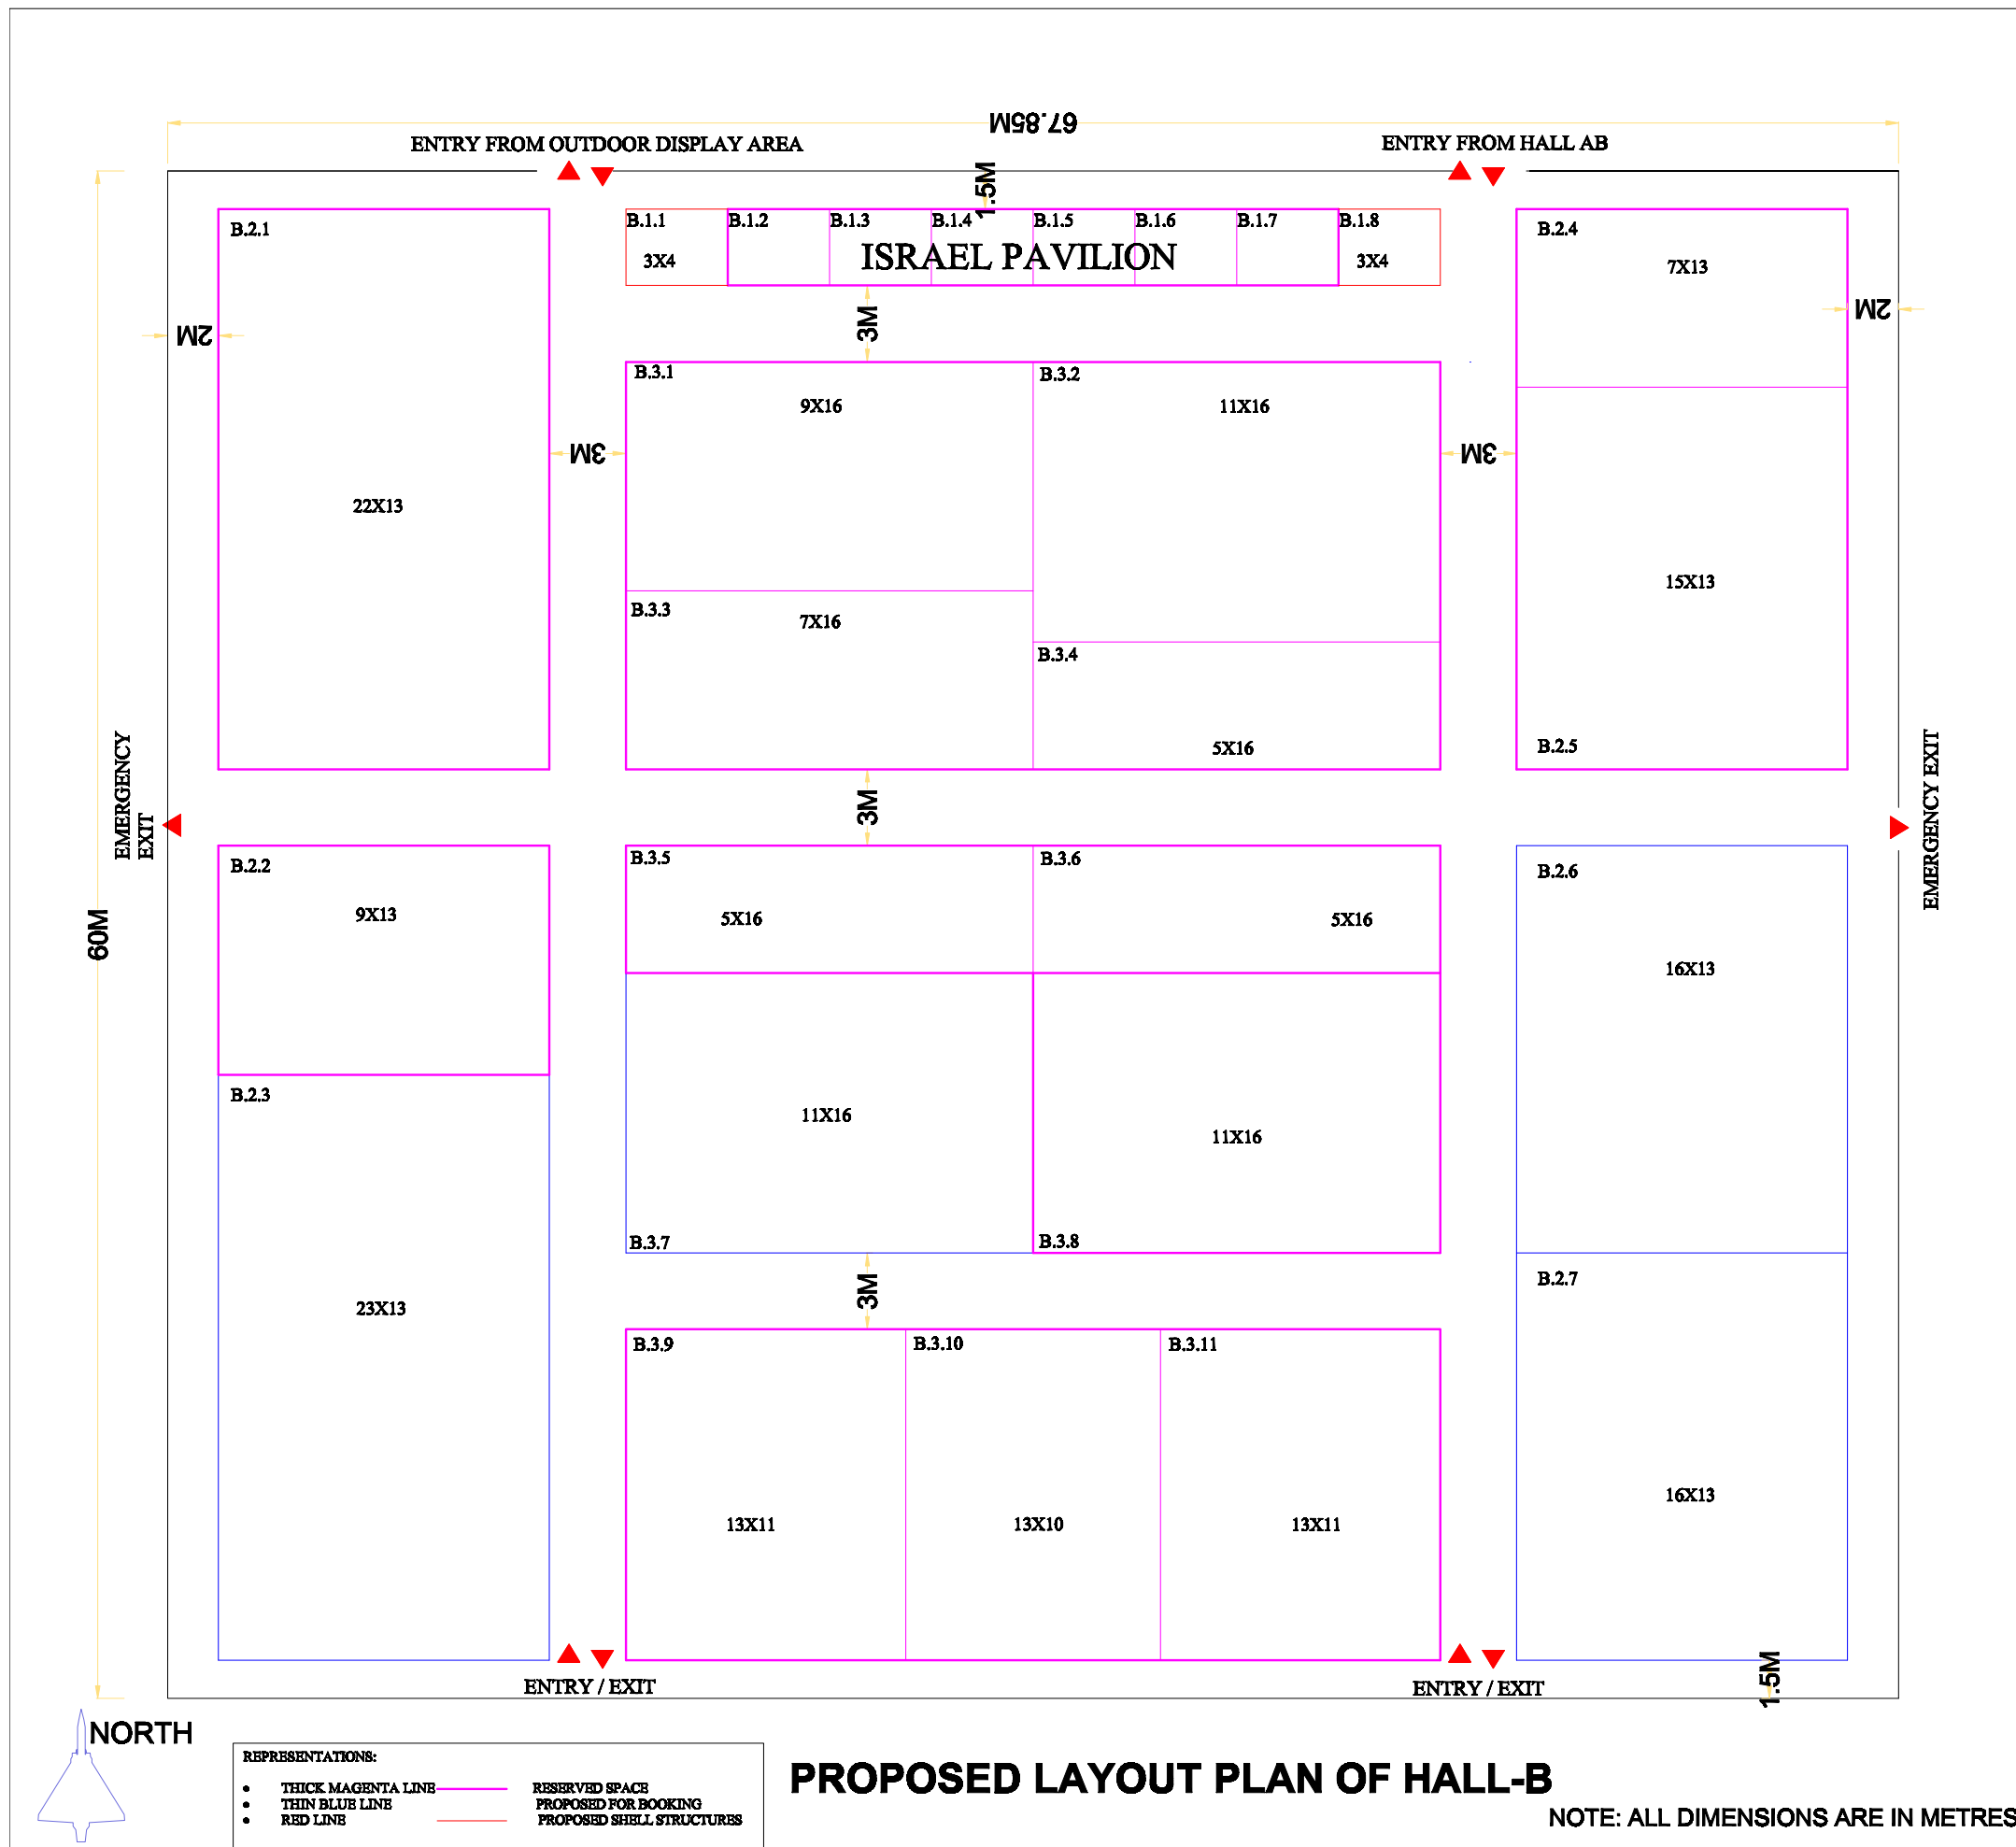 67.85M
ENTRY FROM OUTDOOR DISPLAY AREA
ENTRY FROM HALL AB
1.5M
B.2.1
B.1.1
B.1.2
B.1.3
B.1.4
B.1.5
B.1.6
B.1.7
B.1.8
B.2.4
3X4
ISRAEL PAVILION
3X4
7X13
2M
3M
2M
B.3.1
B.3.2
9X16
11X16
3M
3M
22X13
15X13
B.3.3
7X16
B.3.4
5X16
B.2.5
EMERGENCY
EXIT
3M
EMERGENCY EXIT
B.2.2
B.3.5
B.3.6
B.2.6
9X13
5X16
5X16
60M
16X13
B.2.3
11X16
11X16
B.3.7
B.3.8
B.2.7
23X13
3M
B.3.9
B.3.10
B.3.11
16X13
13X11
13X10
13X11
ENTRY / EXIT
ENTRY / EXIT
1.5M
NORTH
REPRESENTATIONS:
• THICK MAGENTA LINE RESERVED SPACE
• THIN BLUE LINE PROPOSED FOR BOOKING
• RED LINE PROPOSED SHELL STRUCTURES
PROPOSED LAYOUT PLAN OF HALL-B
NOTE: ALL DIMENSIONS ARE IN METRES